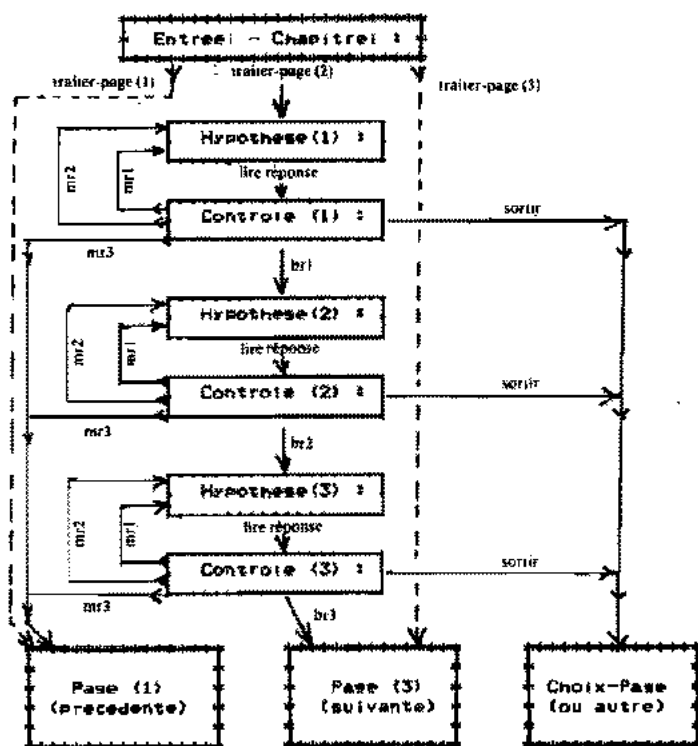 Entree1 - Chapitre1 :
traiter-page (1)
traiter-page (2)
traiter-page (3)
Hypothese(1) :
mr2
mr1
lire réponse
Controle (1) :
sortir
mr3
br1
Hypothese(2) :
mr2
mr1
lire réponse
Controle (2) :
sortir
mr3
br2
Hypothese(3) :
mr2
mr1
lire réponse
Controle (3) :
sortir
mr3
br3
Page (1)
(precedente)
Page (3)
(suivante)
Choix-Page
(ou autre)